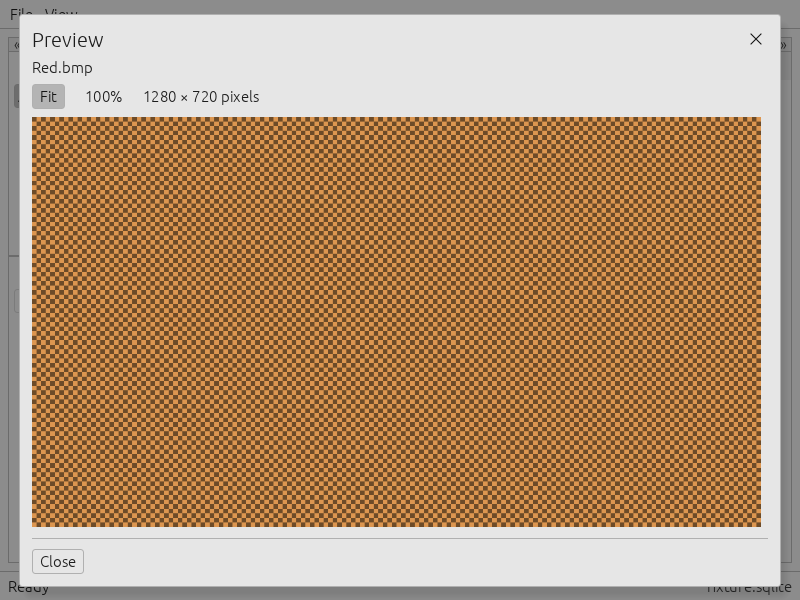 File View
Preview
Red.bmp
Fit 100% 1280 × 720 pixels
Close
Ready fixture.sqlite